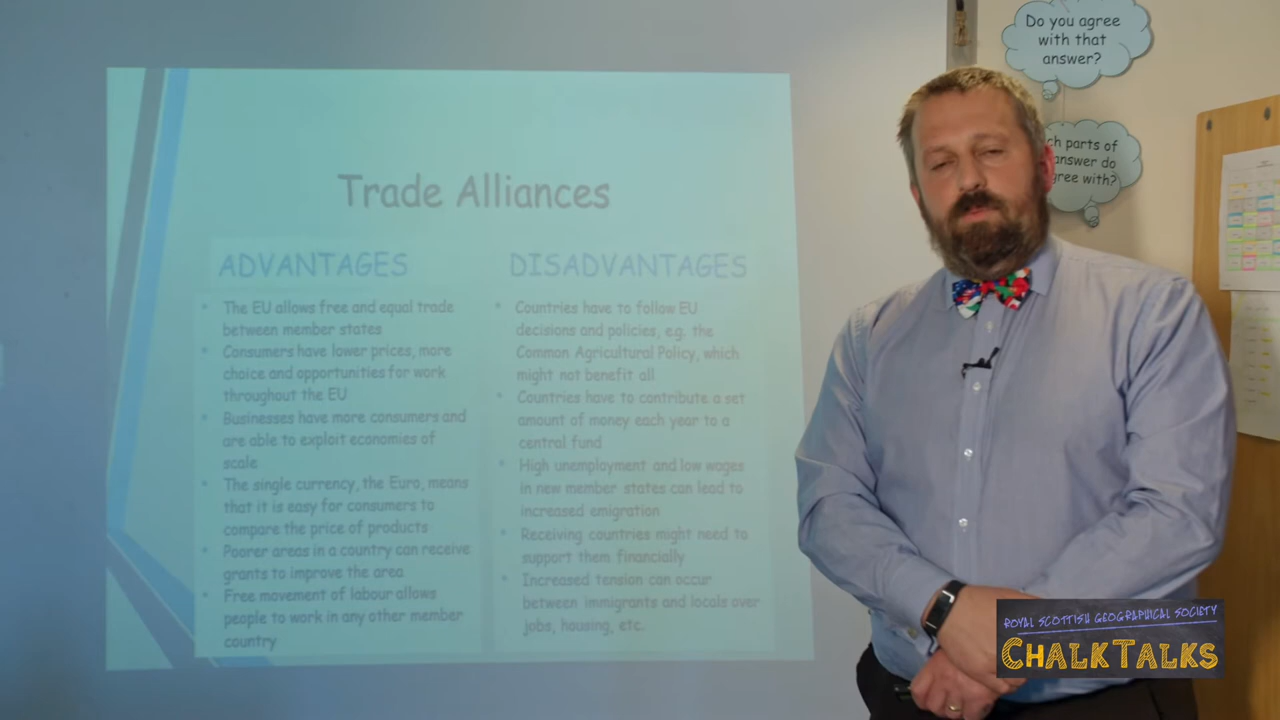 Trade Alliances
ADVANTAGES
The EU allows free and equal trade
between member states
Consumers have lower prices, more
choice and opportunities for work
throughout the EU
Businesses have more consumers and
are able to exploit economies of
scale
The single currency, the Euro, means
that it is easy for consumers to
compare the price of products
Poorer areas in a country can receive
grants to improve the area
Free movement of labour allows
people to work in any other member
country
DISADVANTAGES
Countries have to follow EU
decisions and policies, e.g. the
Common Agricultural Policy, which
might not benefit all
Countries have to contribute a set
amount of money each year to a
central fund
High unemployment and low wages
in new member states can lead to
increased emigration
Receiving countries might need to
support them financially
Increased tension can occur
between immigrants and locals over
jobs, housing, etc.
Do you agree
with that
answer?
parts of
answer do
with?
ROYAL SCOTTISH GEOGRAPHICAL SOCIETY
CHALKTALKS